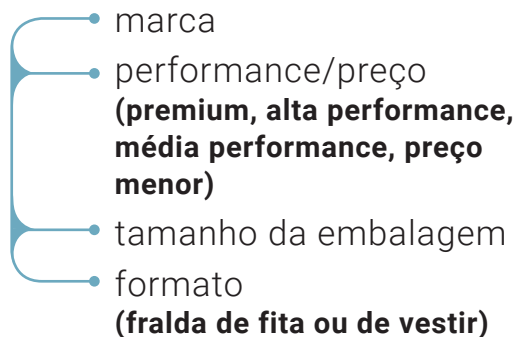 marca
performance/preço
(premium, alta performance,
média performance, preço
menor)
tamanho da embalagem
formato
(fralda de fita ou de vestir)